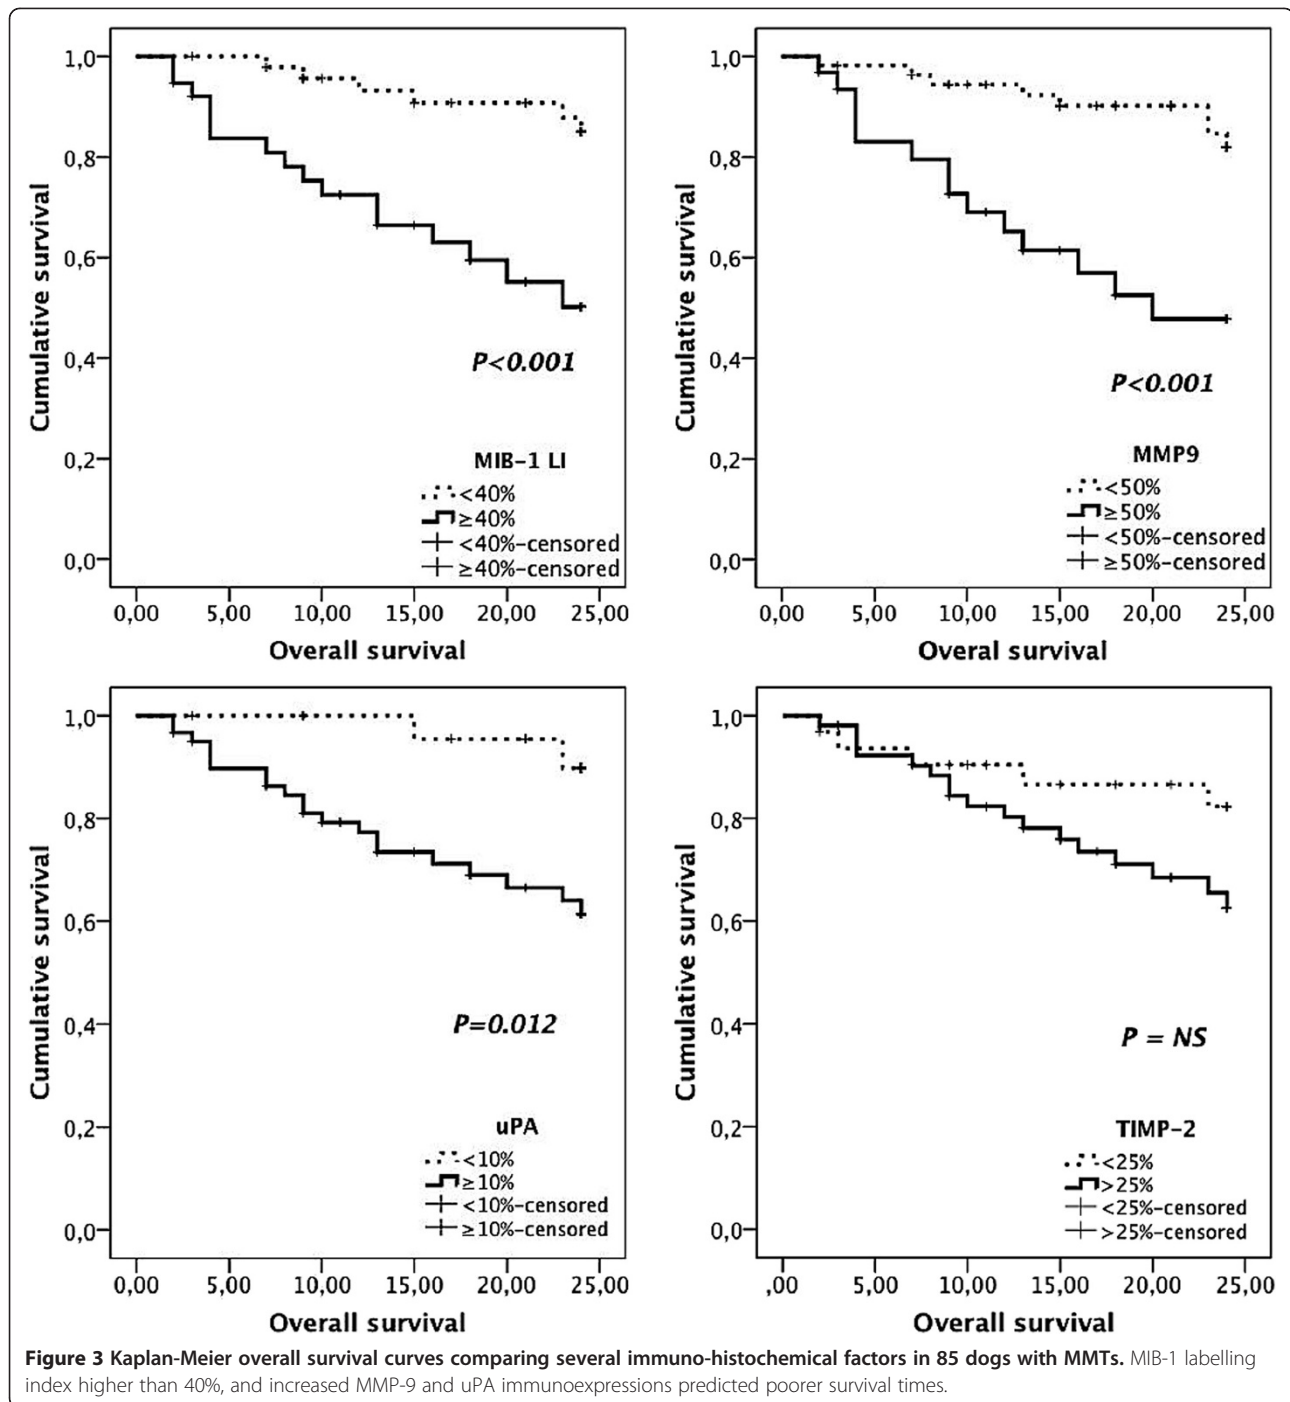 1,0
0,8
0,6
0,4
0,2
0,0
Cumulative survival
P<0.001
MIB-1 LI
<40%
≥40%
<40%-censored
≥40%-censored
0,00 5,00 10,00 15,00 20,00 25,00
Overall survival
1,0
0,8
0,6
0,4
0,2
0,0
Cumulative survival
P<0.001
MMP9
<50%
≥50%
<50%-censored
≥50%-censored
0,00 5,00 10,00 15,00 20,00 25,00
Overal survival
1,0
0,8
0,6
0,4
0,2
0,0
Cumulative survival
P=0.012
uPA
<10%
≥10%
<10%-censored
≥10%-censored
0,00 5,00 10,00 15,00 20,00 25,00
Overall survival
1,0
0,8
0,6
0,4
0,2
0,0
Cumulative survival
P = NS
TIMP-2
<25%
>25%
<25%-censored
>25%-censored
,00 5,00 10,00 15,00 20,00 25,00
Overall survival
Figure 3 Kaplan-Meier overall survival curves comparing several immuno-histochemical factors in 85 dogs with MMTs. MIB-1 labelling
index higher than 40%, and increased MMP-9 and uPA immunoexpressions predicted poorer survival times.